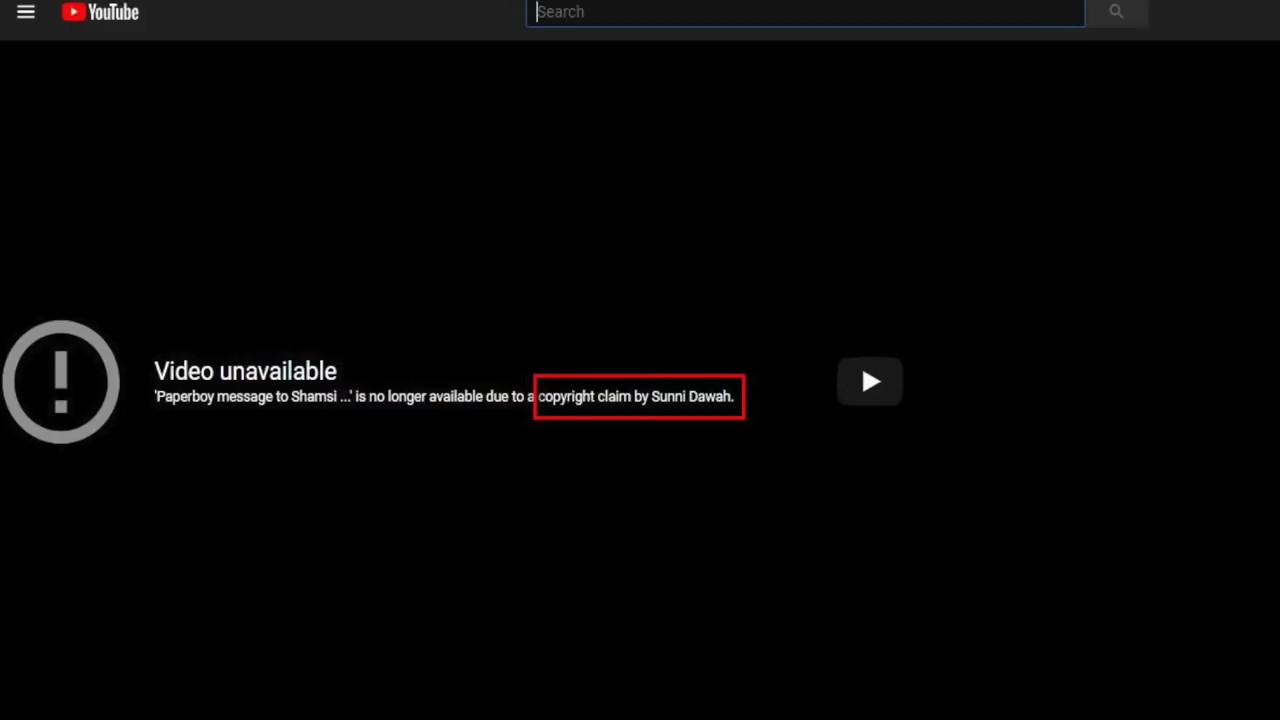 YouTube
Search
Video unavailable
'Paperboy message to Shamsi ...' is no longer available due to a copyright claim by Sunni Dawah.